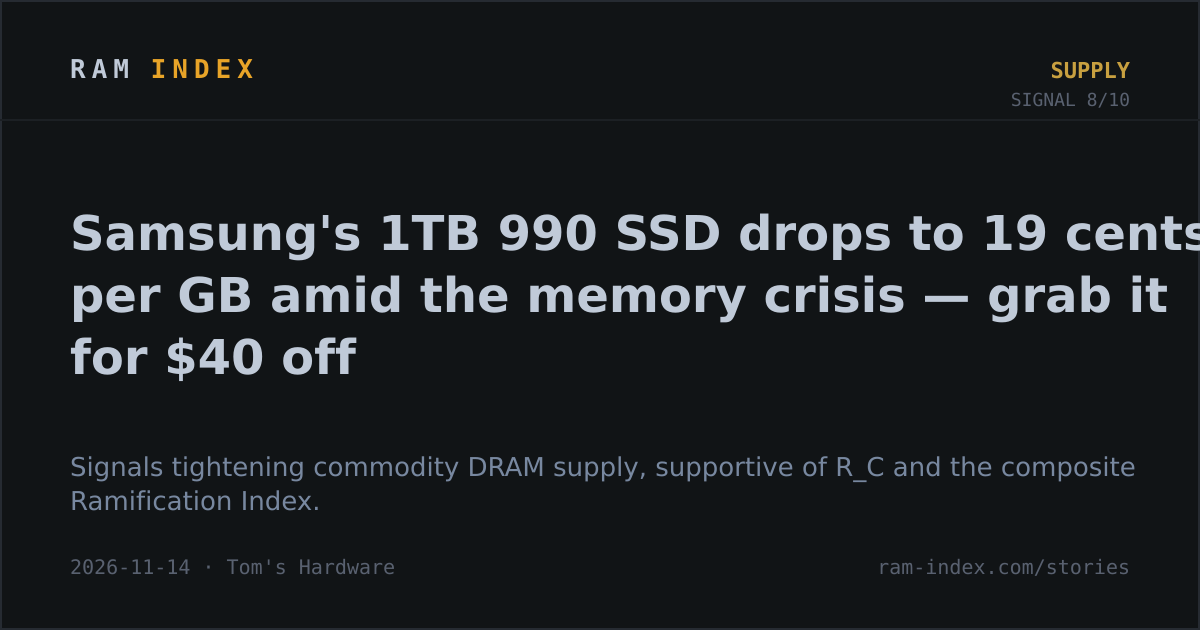 RAM INDEX
SUPPLY
SIGNAL 8/10
Samsung's 1TB 990 SSD drops to 19 cents
per GB amid the memory crisis — grab it
for $40 off
Signals tightening commodity DRAM supply, supportive of R_C and the composite
Ramification Index.
2026-11-14 · Tom's Hardware
ram-index.com/stories